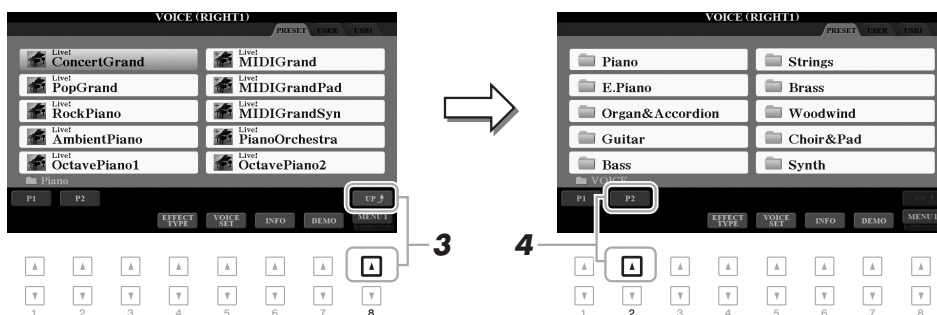 VOICE (RIGHT1)
PRESET USER USB1
Live! ConcertGrand
Live! MIDIGrand
Live! PopGrand
Live! MIDIGrandPad
Live! RockPiano
Live! MIDIGrandSyn
Live! AmbientPiano
Live! PianoOrchestra
Live! OctavePiano1
Live! OctavePiano2
Piano
P1 P2 UP
EFFECT TYPE VOICE SET INFO DEMO MENU 1
3
1 2 3 4 5 6 7 8
VOICE (RIGHT1)
PRESET USER USB1
Piano Strings
E.Piano Brass
Organ&Accordion Woodwind
Guitar Choir&Pad
Bass Synth
VOICE
P1 P2 UP
EFFECT TYPE VOICE SET INFO DEMO MENU 1
4
1 2 3 4 5 6 7 8